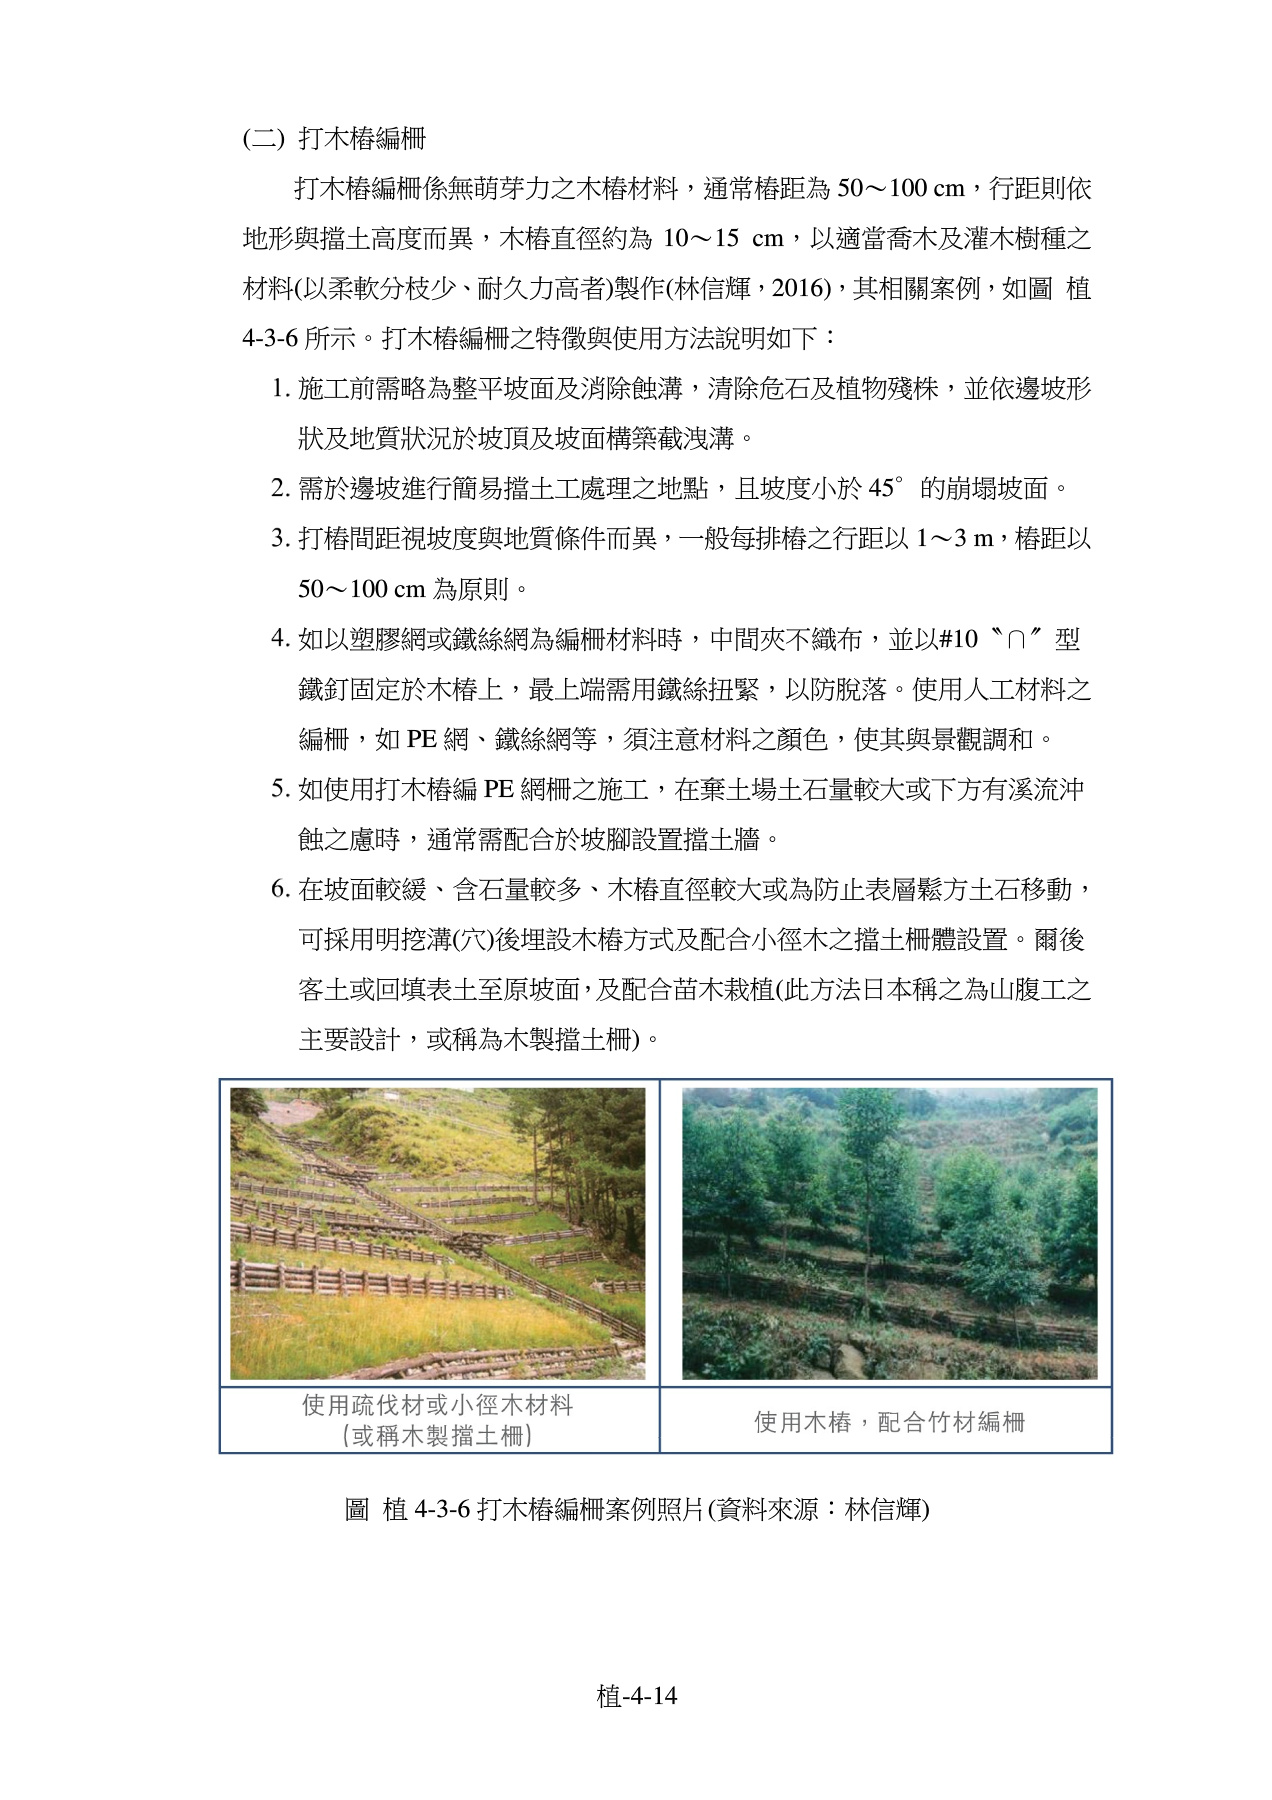 (二) 打木樁編柵
打木樁編柵係無萌芽力之木樁材料，通常樁距為 50～100 cm，行距則依
地形與擋土高度而異，木樁直徑約為 10～15 cm，以適當喬木及灌木樹種之
材料(以柔軟分枝少、耐久力高者)製作(林信輝，2016)，其相關案例，如圖 植
4-3-6 所示。打木樁編柵之特徵與使用方法說明如下：
1. 施工前需略為整平坡面及消除蝕溝，清除危石及植物殘株，並依邊坡形
狀及地質狀況於坡頂及坡面構築截洩溝。
2. 需於邊坡進行簡易擋土工處理之地點，且坡度小於 45° 的崩塌坡面。
3. 打樁間距視坡度與地質條件而異，一般每排樁之行距以 1～3 m，樁距以
50～100 cm 為原則。
4. 如以塑膠網或鐵絲網為編柵材料時，中間夾不織布，並以#10〝∩〞型
鐵釘固定於木樁上，最上端需用鐵絲扭緊，以防脫落。使用人工材料之
編柵，如 PE 網、鐵絲網等，須注意材料之顏色，使其與景觀調和。
5. 如使用打木樁編 PE 網柵之施工，在棄土場土石量較大或下方有溪流沖
蝕之慮時，通常需配合於坡腳設置擋土牆。
6. 在坡面較緩、含石量較多、木樁直徑較大或為防止表層鬆方土石移動，
可採用明挖溝(穴)後埋設木樁方式及配合小徑木之擋土柵體設置。爾後
客土或回填表土至原坡面，及配合苗木栽植(此方法日本稱之為山腹工之
主要設計，或稱為木製擋土柵)。
使用疏伐材或小徑木材料
(或稱木製擋土柵)
使用木樁，配合竹材編柵
圖 植 4-3-6 打木樁編柵案例照片(資料來源：林信輝)
植-4-14